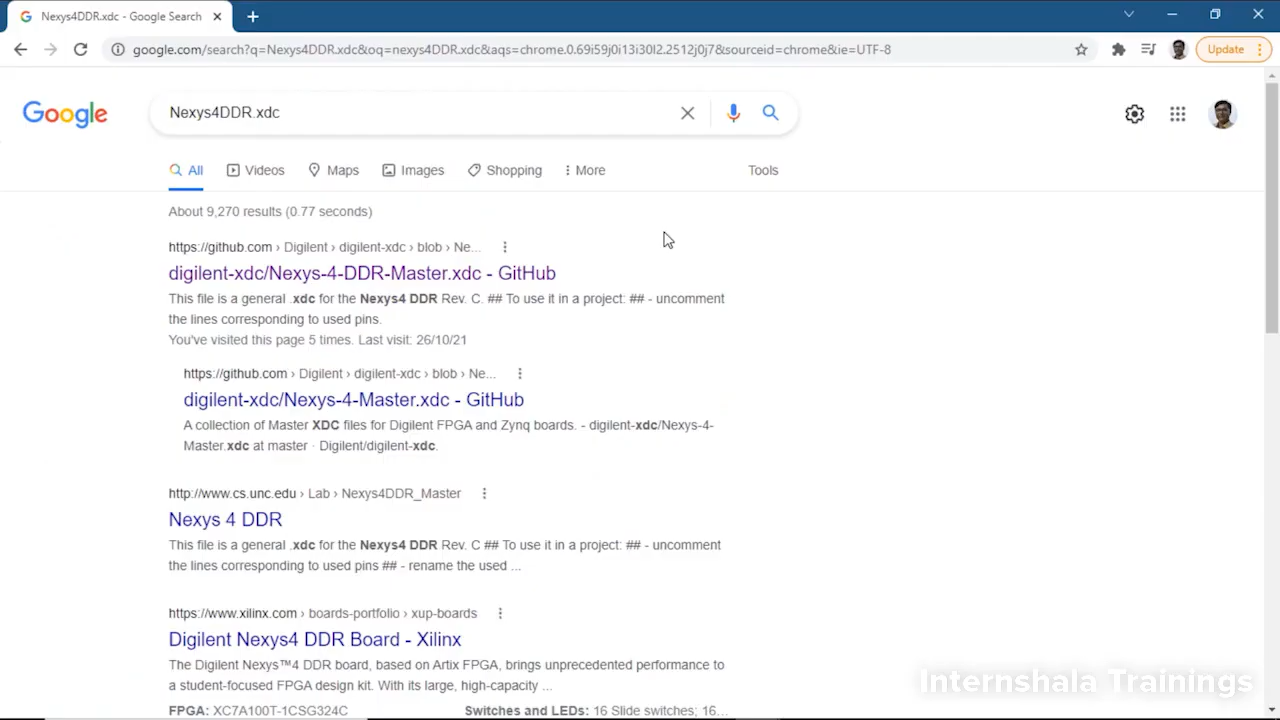 Nexys4DDR.xdc - Google Search
google.com/search?q=Nexys4DDR.xdc&oq=nexys4DDR.xdc&aqs=chrome.0.69i59j0i13i30l2.2512j0j7&sourceid=chrome&ie=UTF-8
Update
Google
Nexys4DDR.xdc
All Videos Maps Images Shopping More Tools
About 9,270 results (0.77 seconds)
https://github.com › Digilent › digilent-xdc › blob › Ne...
digilent-xdc/Nexys-4-DDR-Master.xdc - GitHub
This file is a general .xdc for the Nexys4 DDR Rev. C. ## To use it in a project: ## - uncomment
the lines corresponding to used pins.
You've visited this page 5 times. Last visit: 26/10/21
https://github.com › Digilent › digilent-xdc › blob › Ne...
digilent-xdc/Nexys-4-Master.xdc - GitHub
A collection of Master XDC files for Digilent FPGA and Zynq boards. - digilent-xdc/Nexys-4-
Master.xdc at master · Digilent/digilent-xdc.
http://www.cs.unc.edu › Lab › Nexys4DDR_Master
Nexys 4 DDR
This file is a general .xdc for the Nexys4 DDR Rev. C ## To use it in a project: ## - uncomment
the lines corresponding to used pins ## - rename the used ...
https://www.xilinx.com › boards-portfolio › xup-boards
Digilent Nexys4 DDR Board - Xilinx
The Digilent Nexys™4 DDR board, based on Artix FPGA, brings unprecedented performance to
a student-focused FPGA design kit. With its large, high-capacity ...
FPGA: XC7A100T-1CSG324C Switches and LEDs: 16 Slide switches; 16...
Internshala Trainings